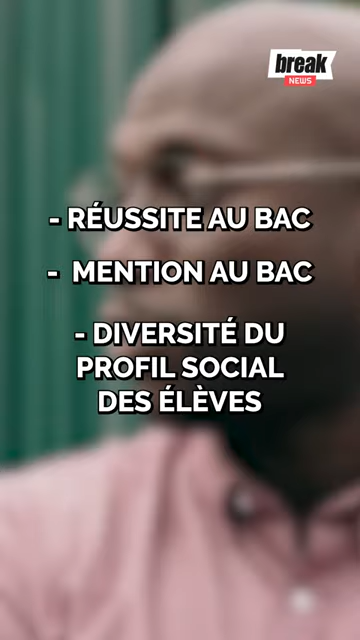 break
NEWS
- RÉUSSITE AU BAC
- MENTION AU BAC
- DIVERSITÉ DU
PROFIL SOCIAL
DES ÉLÈVES